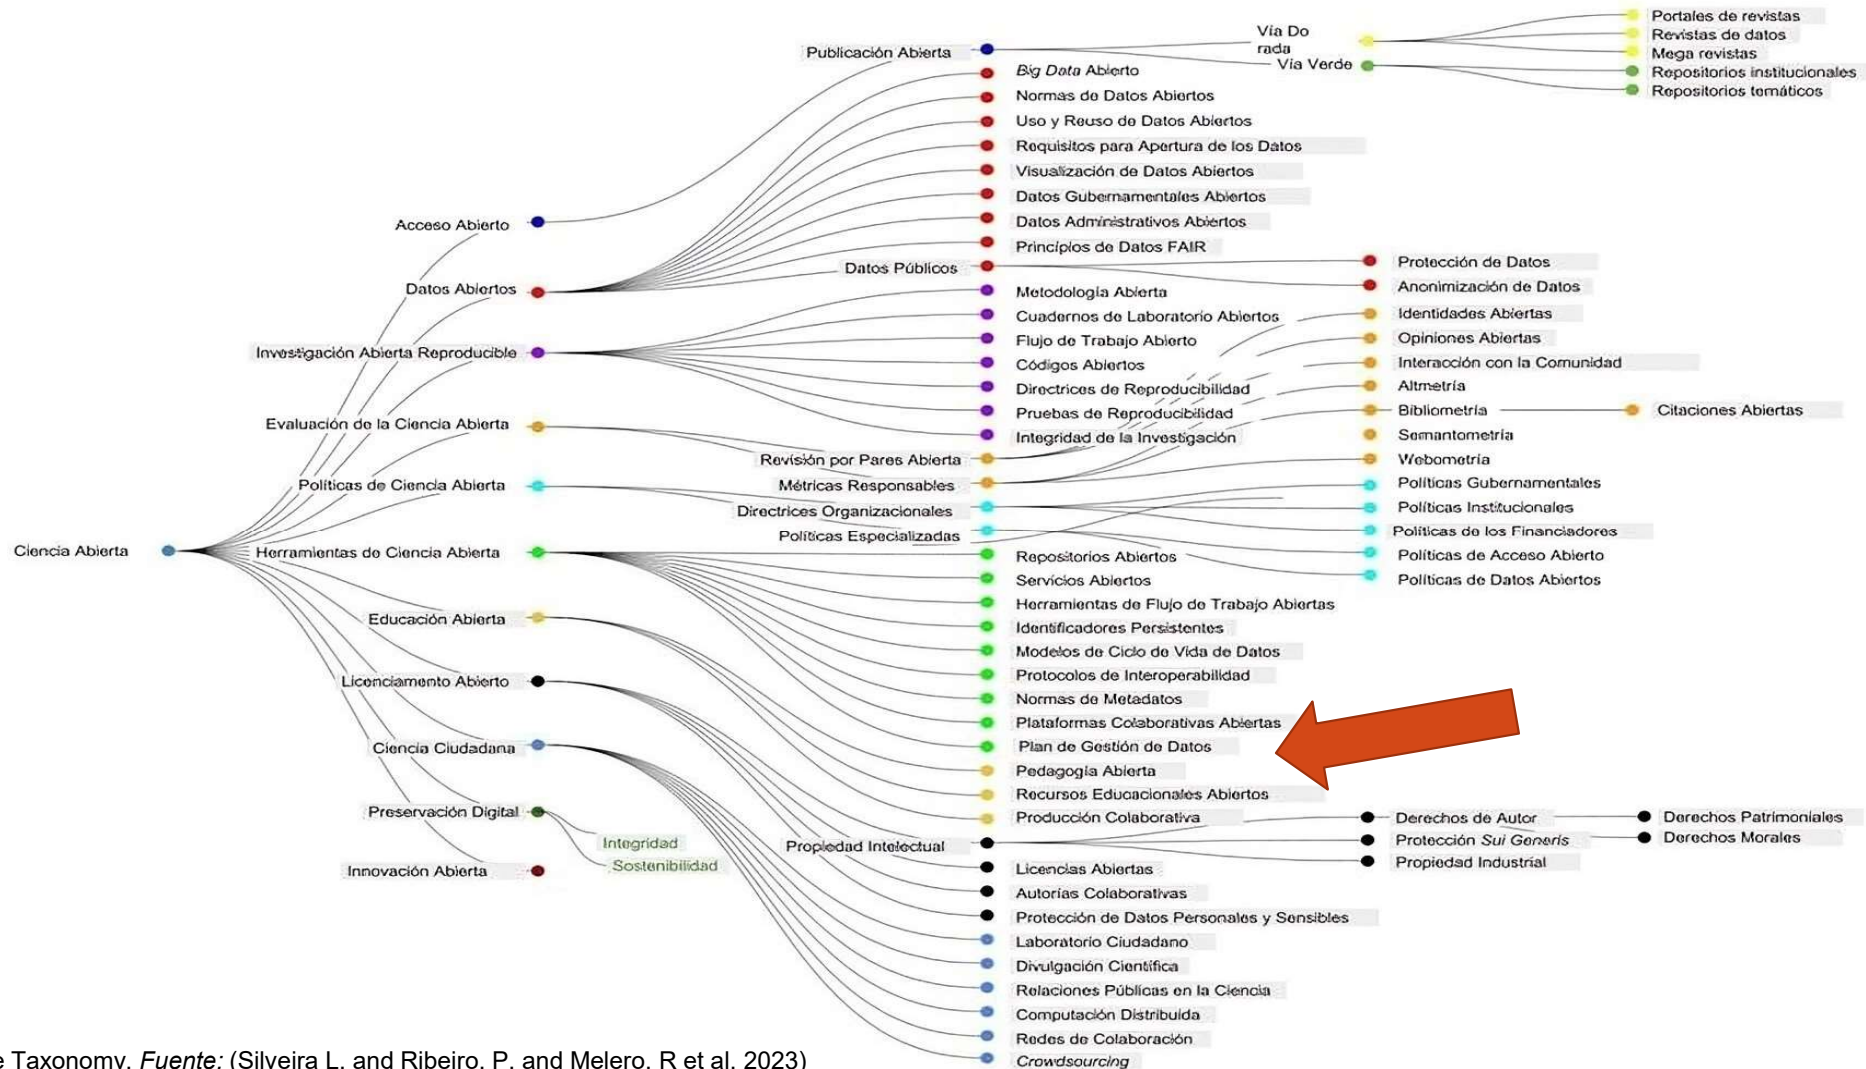 Portales de revistas
Vía Do
rada
Revistas de datos
Publicación Abierta
Mega revistas
Vía Verde
Big Data Abierto
Repositorios institucionales
Repositorios temáticos
Normas de Datos Abiertos
Uso y Reuso de Datos Abiertos
Requisitos para Apertura de los Datos
Visualización de Datos Abiertos
Datos Gubernamentales Abiertos
Acceso Abierto
Datos Administrativos Abiertos
Princípios de Datos FAIR
Datos Públicos
Protección de Datos
Datos Abiertos
Anonimización de Datos
Metodología Abierta
Cuadernos de Laboratorio Abiertos
Identidades Abiertas
Flujo de Trabajo Abierto
Opiniones Abiertas
Investigación Abierta Reproducible
Códigos Abiertos
Interacción con la Comunidad
Directrices de Reproducibilidad
Altmetría
Pruebas de Reproducibilidad
Bibliometría
Citaciones Abiertas
Evaluación de la Ciencia Abierta
Integridad de la Investigación
Semantometría
Revisión por Pares Abierta
Webometría
Políticas de Ciencia Abierta
Métricas Responsables
Políticas Gubernamentales
Directrices Organizacionales
Políticas Institucionales
Políticas Especializadas
Políticas de los Financiadores
Ciencia Abierta
Herramientas de Ciencia Abierta
Repositorios Abiertos
Políticas de Acceso Abierto
Servicios Abiertos
Políticas de Datos Abiertos
Herramientas de Flujo de Trabajo Abiertas
Educación Abierta
Identificadores Persistentes
Modelos de Ciclo de Vida de Datos
Protocolos de Interoperabilidad
Licenciamento Abierto
Normas de Metadatos
Plataformas Colaborativas Abiertas
Ciencia Ciudadana
Plan de Gestión de Datos
Pedagogía Abierta
Recursos Educacionales Abiertos
Preservación Digital
Producción Colaborativa
Derechos de Autor
Derechos Patrimoniales
Integridad
Propiedad Intelectual
Protección Sui Generis
Derechos Morales
Sostenibilidad
Propiedad Industrial
Innovación Abierta
Licencias Abiertas
Autorías Colaborativas
Protección de Datos Personales y Sensibles
Laboratorio Ciudadano
Divulgación Científica
Relaciones Públicas en la Ciencia
Computación Distribuida
Redes de Colaboración
Crowdsourcing
e Taxonomy. Fuente: (Silveira L. and Ribeiro, P. and Melero, R et al. 2023)